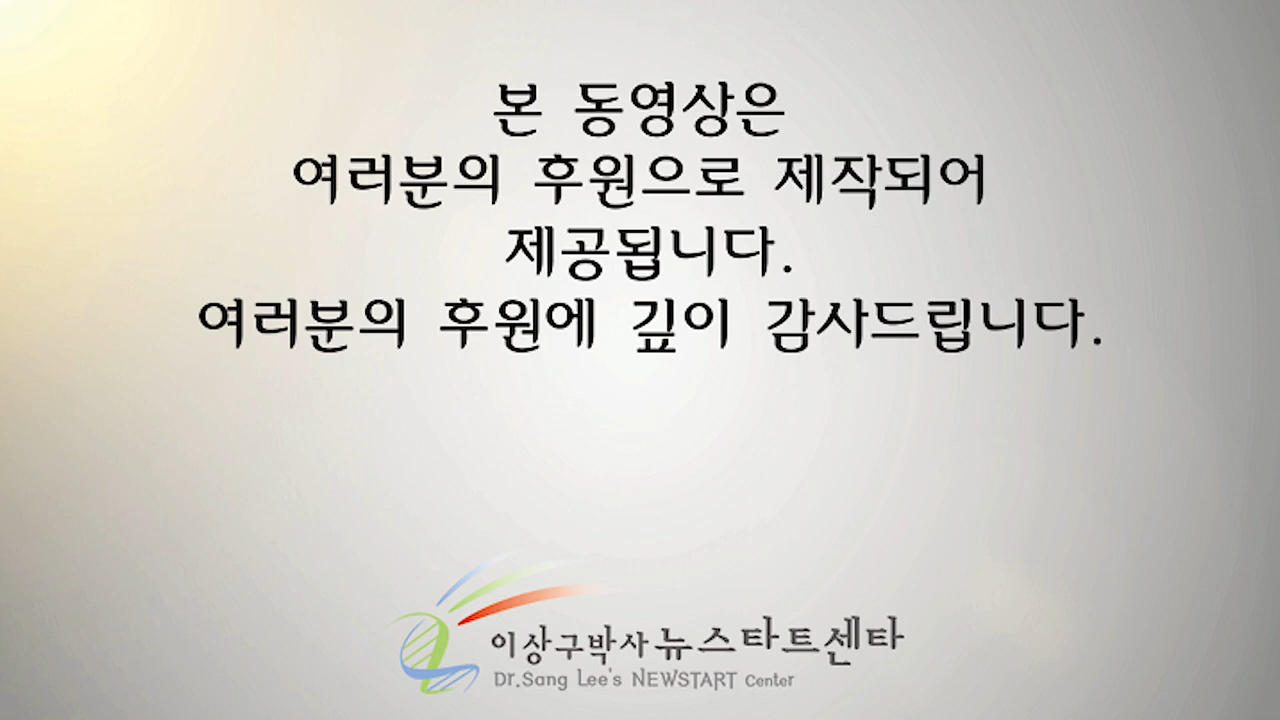 본 동영상은
여러분의 후원으로 제작되어
제공됩니다.
여러분의 후원에 깊이 감사드립니다.
이상구박사 뉴스타트센타
Dr.Sang Lee's NEWSTART Center